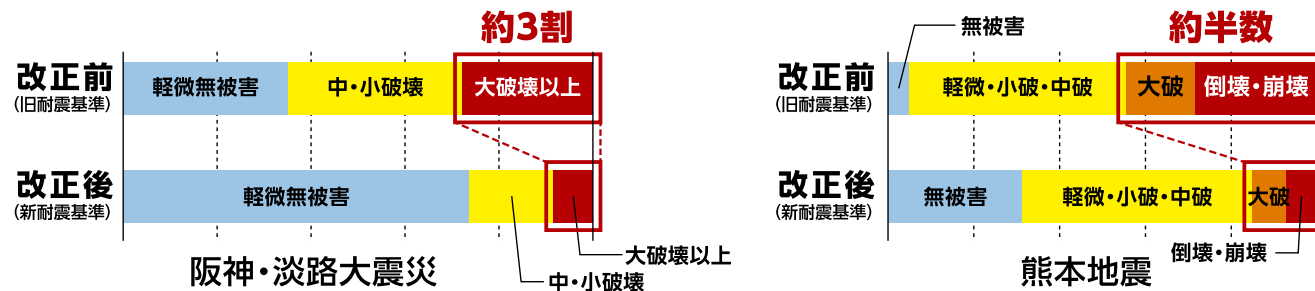 約3割
改正前
(旧耐震基準)
軽微無被害
中・小破壊
大破壊以上
改正後
(新耐震基準)
軽微無被害
大破壊以上
中・小破壊
阪神・淡路大震災
約半数
無被害
改正前
(旧耐震基準)
軽微・小破・中破
大破
倒壊・崩壊
改正後
(新耐震基準)
無被害
軽微・小破・中破
大破
倒壊・崩壊
熊本地震